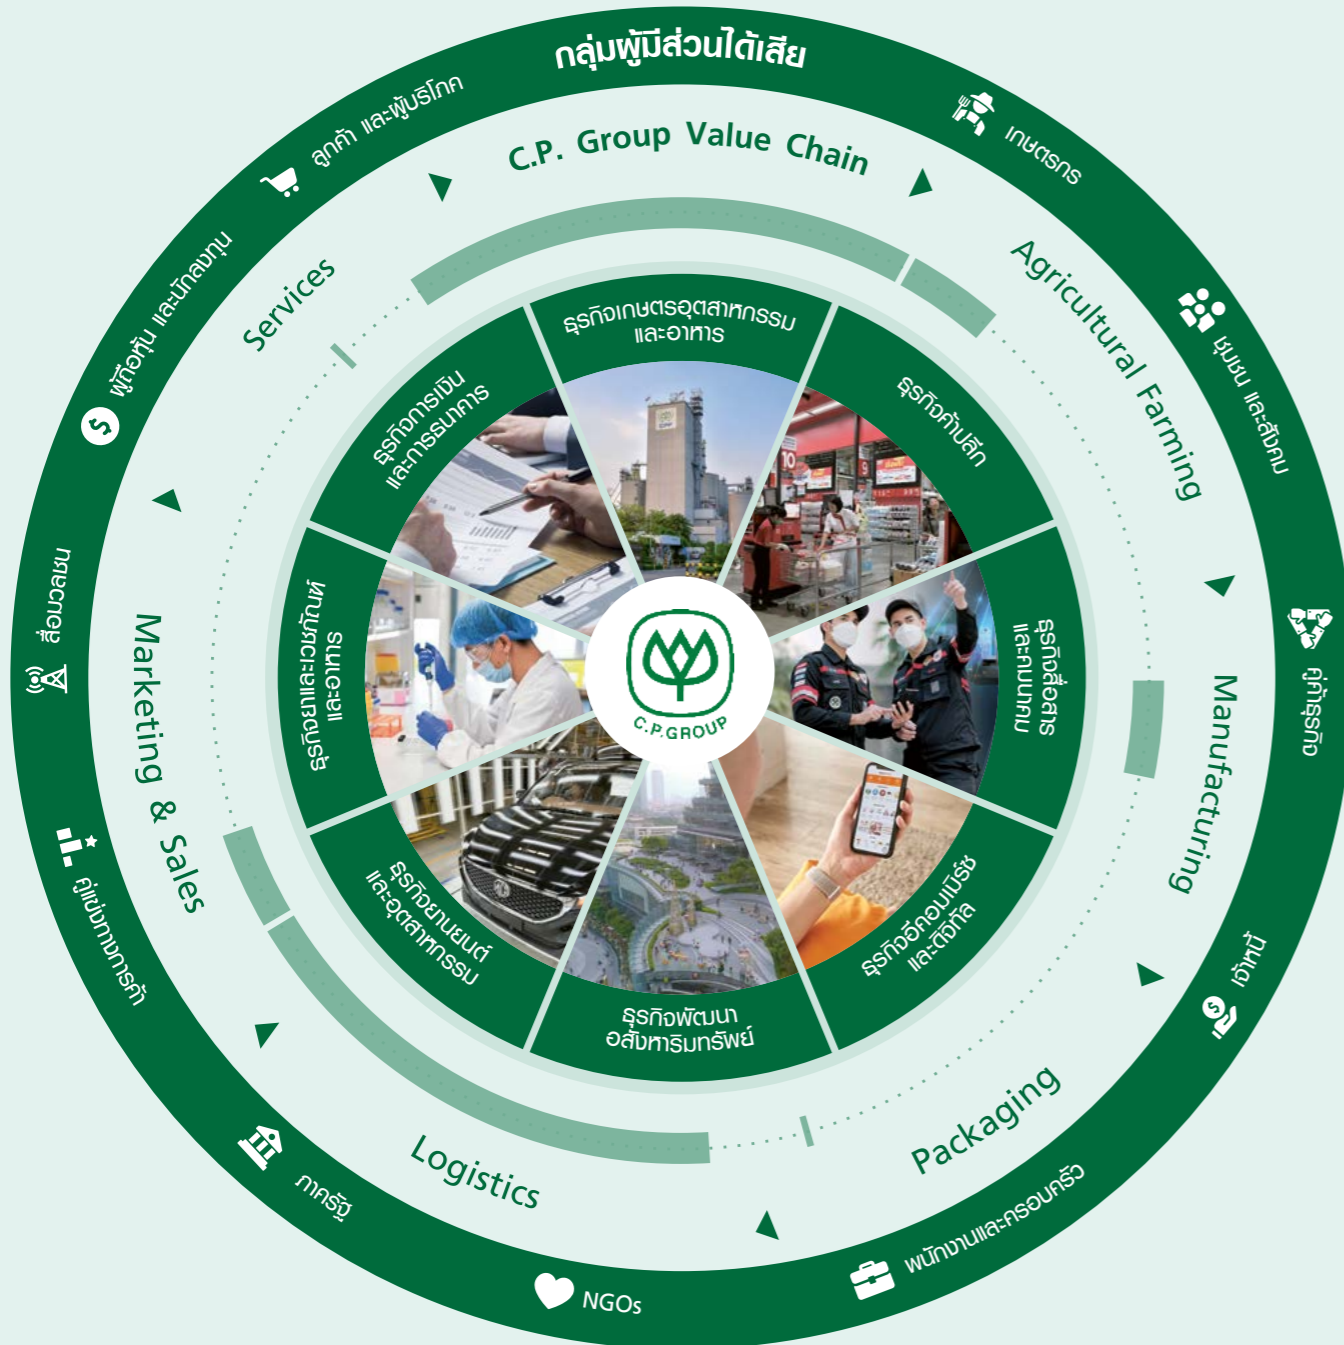 กลุ่มผู้มีส่วนได้เสีย
เกษตรกร
ชุมชน และสังคม
คู่ค้าธุรกิจ
เจ้าหนี้
พนักงานและครอบครัว
NGOs
ภาครัฐ
คู่แข่งทางการค้า
สื่อมวลชน
ผู้ถือหุ้น และนักลงทุน
ลูกค้า และผู้บริโภค
C.P. Group Value Chain
Agricultural Farming
Manufacturing
Packaging
Logistics
Marketing & Sales
Services
ธุรกิจเกษตรอุตสาหกรรม
และอาหาร
ธุรกิจค้าปลีก
ธุรกิจสื่อสาร
และคมนาคม
ธุรกิจอีคอมเมิร์ซ
และดิจิทัล
ธุรกิจพัฒนา
อสังหาริมทรัพย์
ธุรกิจยานยนต์
และอุตสาหกรรม
ธุรกิจยาและเวชภัณฑ์
และอาหาร
ธุรกิจการเงิน
และการธนาคาร
10
9
C.P.GROUP